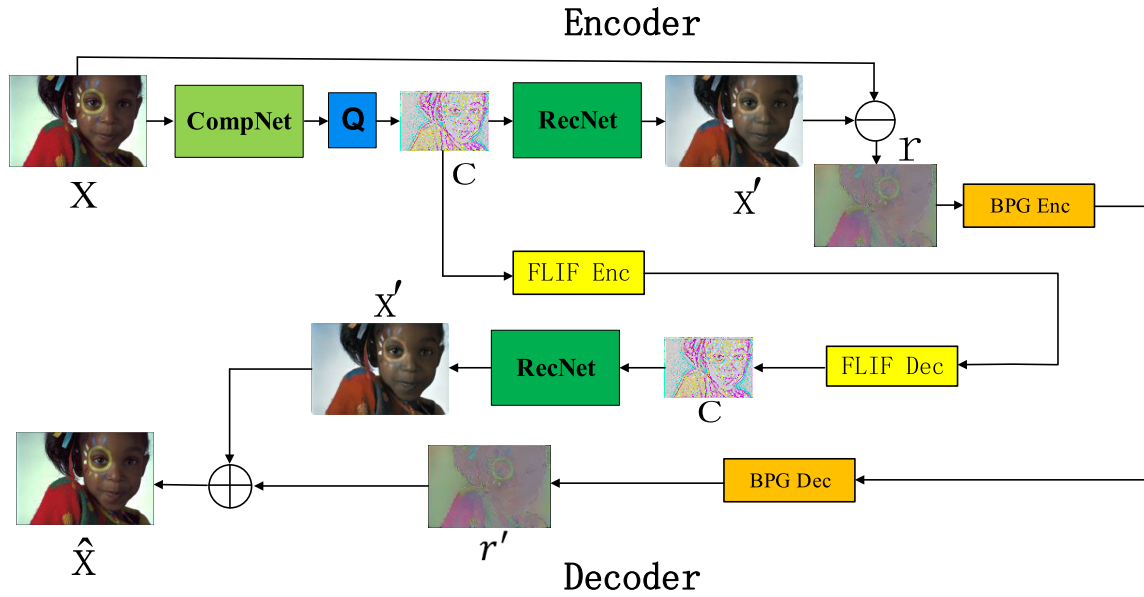 Encoder
CompNet
Q
RecNet
X
C
X′
r
BPG Enc
FLIF Enc
X′
RecNet
C
FLIF Dec
BPG Dec
r′
X̂
Decoder